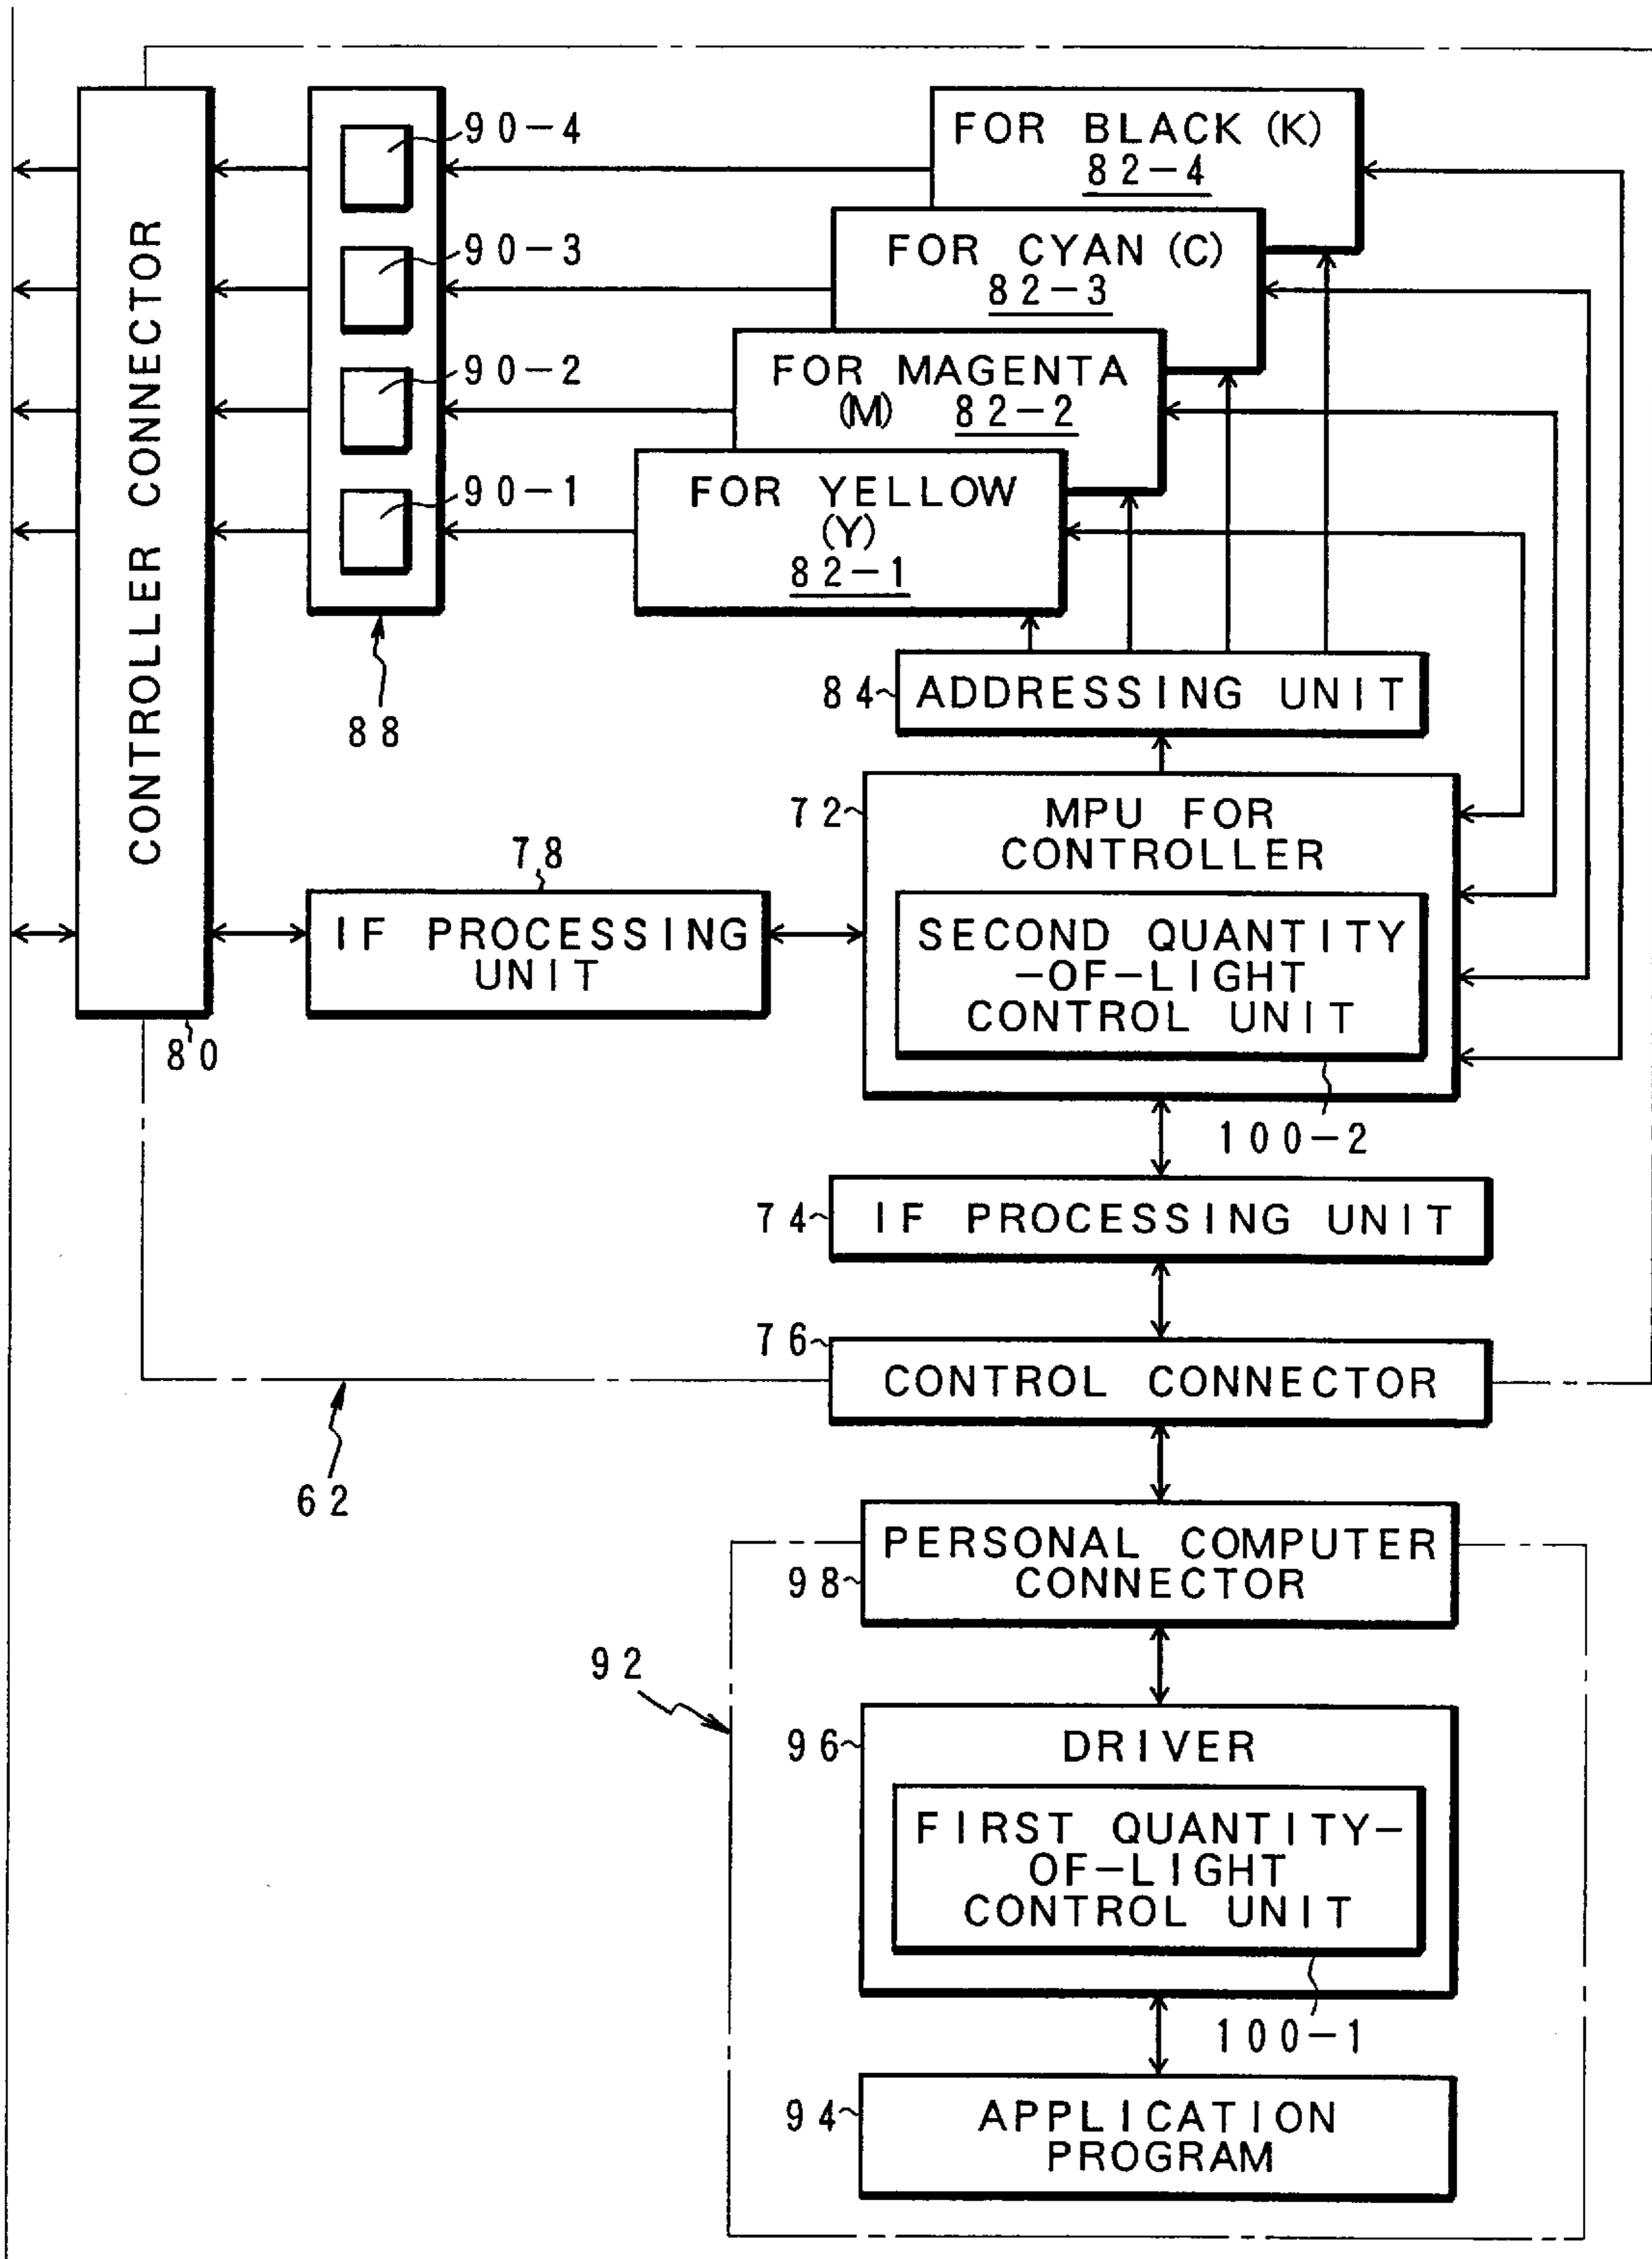 CONTROLLER CONNECTOR
80
90-4
90-3
90-2
90-1
88
FOR BLACK (K)
82-4
FOR CYAN (C)
82-3
FOR MAGENTA
(M) 82-2
FOR YELLOW
(Y)
82-1
84
ADDRESSING UNIT
72
MPU FOR
CONTROLLER
SECOND QUANTITY
-OF-LIGHT
CONTROL UNIT
100-2
78
IF PROCESSING
UNIT
74
IF PROCESSING UNIT
76
CONTROL CONNECTOR
62
PERSONAL COMPUTER
CONNECTOR
98
92
96
DRIVER
FIRST QUANTITY-
OF-LIGHT
CONTROL UNIT
100-1
94
APPLICATION
PROGRAM